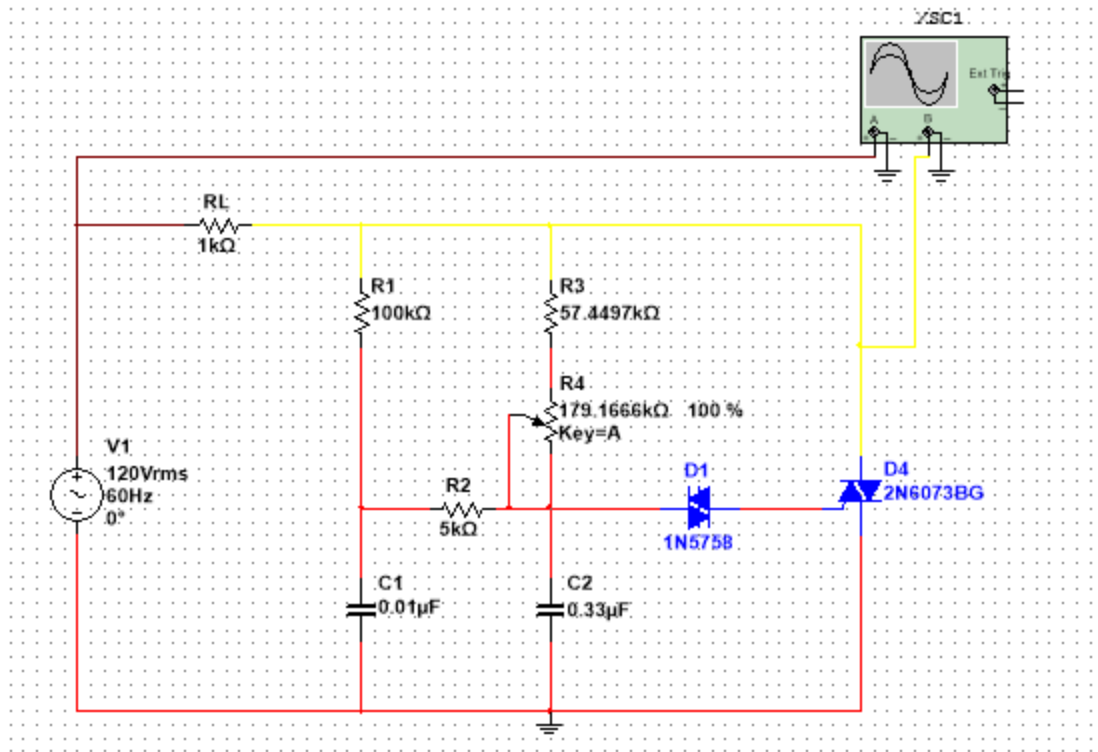 XSC1
Ext Trig
A
B
RL
1kΩ
R1
100kΩ
R3
57.4497kΩ
R4
179.1666kΩ 100 %
Key=A
V1
120Vrms
60Hz
0°
R2
5kΩ
D1
1N5758
D4
2N6073BG
C1
0.01µF
C2
0.33µF